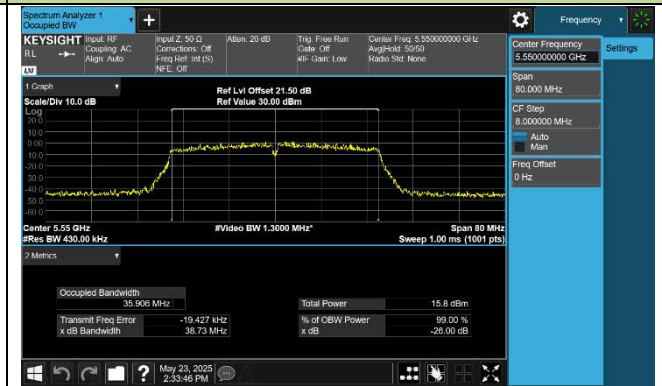 Spectrum Analyzer 1
Occupied BW
+
Frequency
KEYSIGHT
RL
LXI
Input: RF
Coupling: AC
Align: Auto
Input Z: 50 Ω
Corrections: Off
Freq Ref: Int (S)
NFE: Off
Atten: 20 dB
Trig: Free Run
Gate: Off
#IF Gain: Low
Center Freq: 5.550000000 GHz
Avg|Hold: 50/50
Radio Std: None
Center Frequency
5.550000000 GHz
Settings
Span
80.000 MHz
CF Step
8.000000 MHz
Auto
Man
Freq Offset
0 Hz
1 Graph
Scale/Div 10.0 dB
Ref Lvl Offset 21.50 dB
Ref Value 30.00 dBm
Log
20.0
10.0
0.00
-10.0
-20.0
-30.0
-40.0
-50.0
-60.0
Center 5.55 GHz
#Res BW 430.00 kHz
#Video BW 1.3000 MHz*
Span 80 MHz
Sweep 1.00 ms (1001 pts)
2 Metrics
Occupied Bandwidth
35.906 MHz
Total Power 15.8 dBm
Transmit Freq Error -19.427 kHz
% of OBW Power 99.00 %
x dB Bandwidth 38.73 MHz
x dB -26.00 dB
?
May 23, 2025
2:33:46 PM